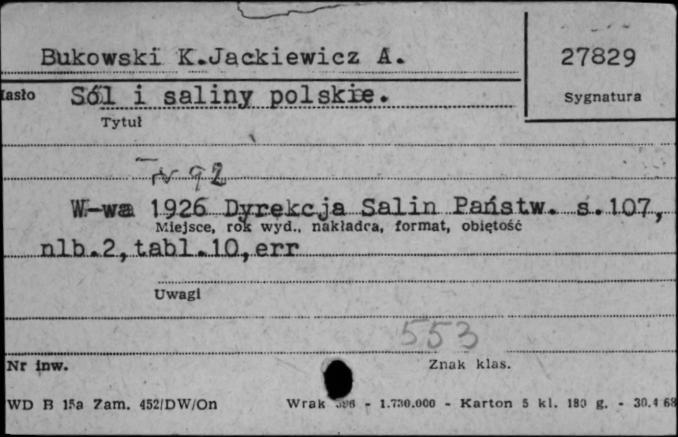 Bukowski K.Jackiewicz A.
27829
Hasło Sól i saliny polskie.
Sygnatura
Tytuł
92
W-wa 1926 Dyrekcja Salin Państw. s.107,
Miejsce, rok wyd., nakładca, format, objętość
nlb.2,tabl.10,err
Uwagi
553
Nr inw.
Znak klas.
WD B 15a Zam. 452/DW/On Wrak - 1.730.000 - Karton 5 kl. 180 g. - 30.4 68